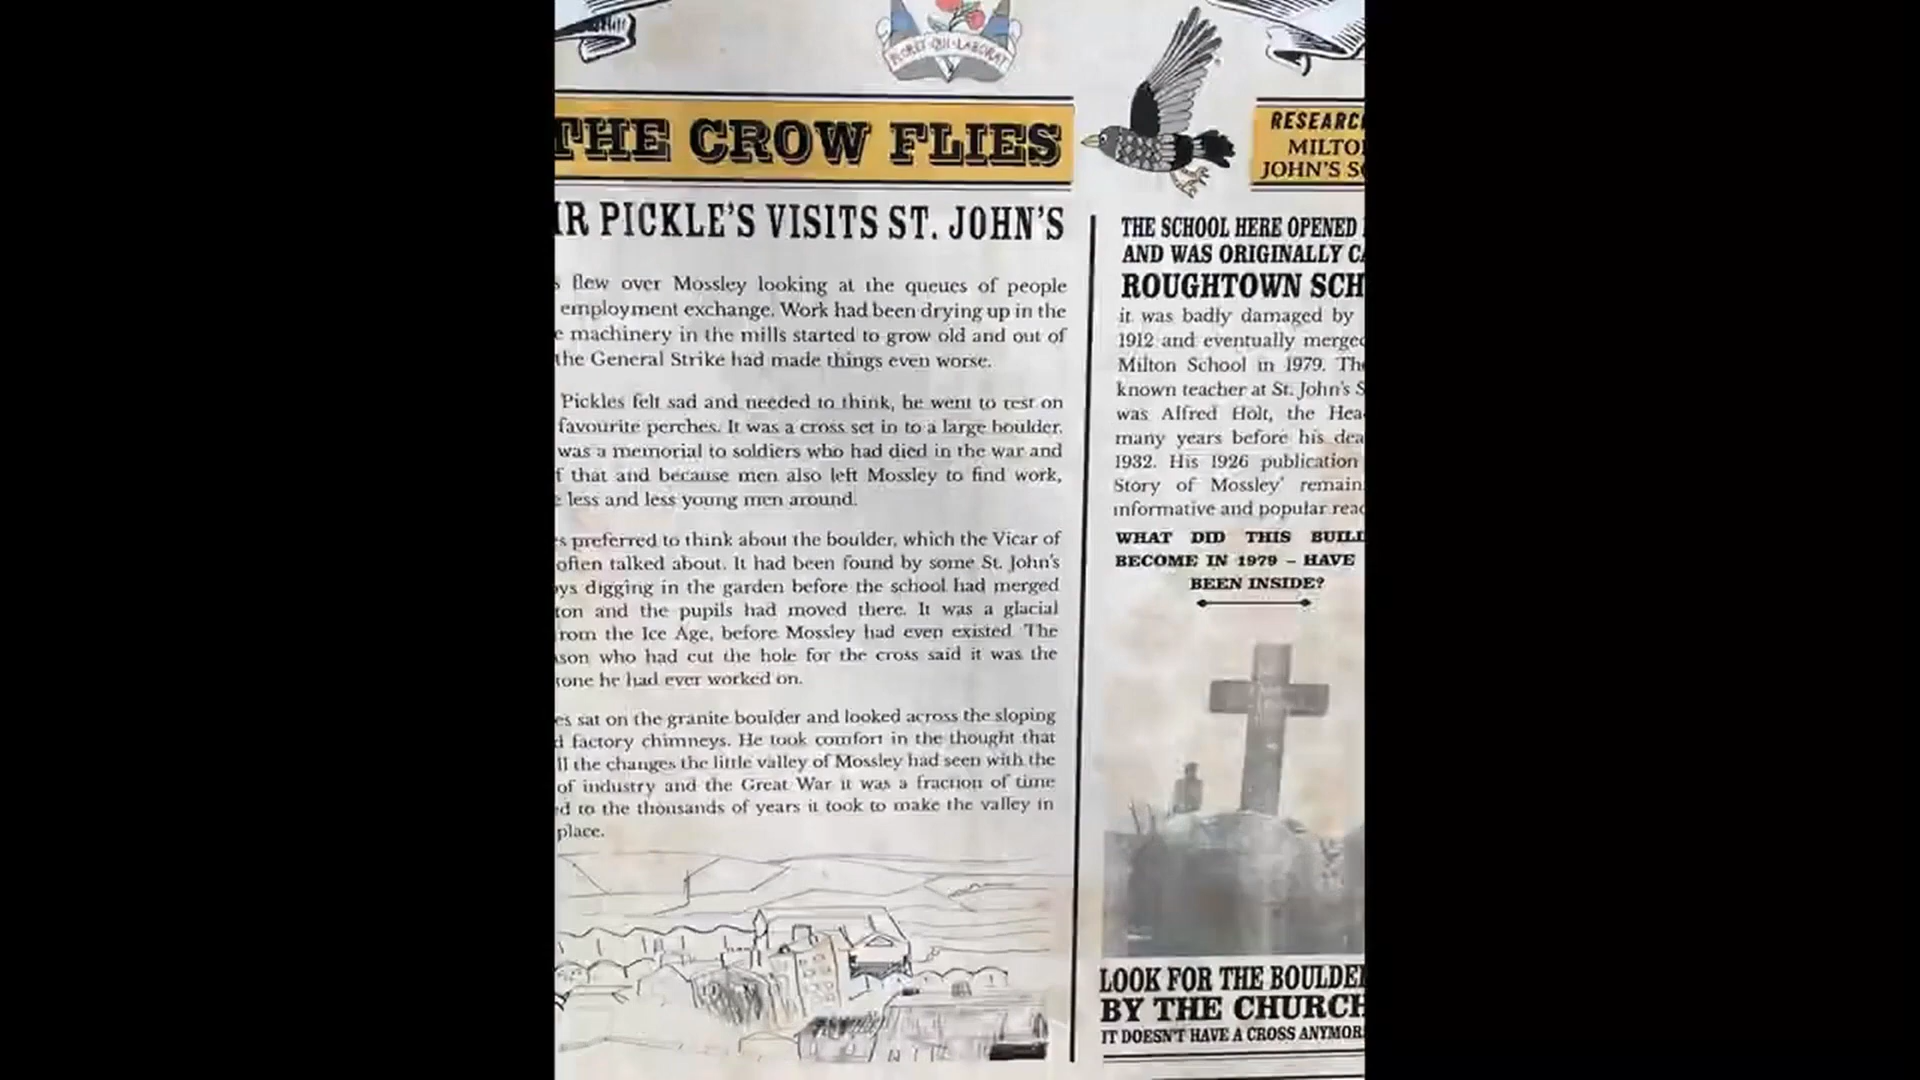 FLORET QUI LABORAT
THE CROW FLIES
PICKLE'S VISITS ST. JOHN'S
flew over Mossley looking at the queues of people
employment exchange. Work had been drying up in the
machinery in the mills started to grow old and out of
the General Strike had made things even worse.
Pickles felt sad and needed to think, he went to rest on
favourite perches. It was a cross set in to a large boulder.
was a memorial to soldiers who had died in the war and
that and because men also left Mossley to find work,
less and less young men around.
preferred to think about the boulder, which the Vicar of
often talked about. It had been found by some St. John's
digging in the garden before the school had merged
and the pupils had moved there. It was a glacial
from the Ice Age, before Mossley had even existed The
who had cut the hole for the cross said it was the
he had ever worked on.
sat on the granite boulder and looked across the sloping
factory chimneys. He took comfort in the thought that
the changes the little valley of Mossley had seen with the
of industry and the Great War it was a fraction of time
to the thousands of years it took to make the valley in
place.
JOHN'S
THE SCHOOL HERE OPENED
AND WAS ORIGINALLY
ROUGHTOWN
it was badly damaged by
1912 and eventually merged
Milton School in 1979.
known teacher at St. John's
was Alfred Holt, the
many years before his
1932. His 1926 publication
Story of Mossley'
informative and popular
WHAT DID THIS
BECOME IN 1979 – HAVE
BEEN INSIDE?
LOOK FOR THE
BY THE CHURCH
IT DOESN'T HAVE A CROSS